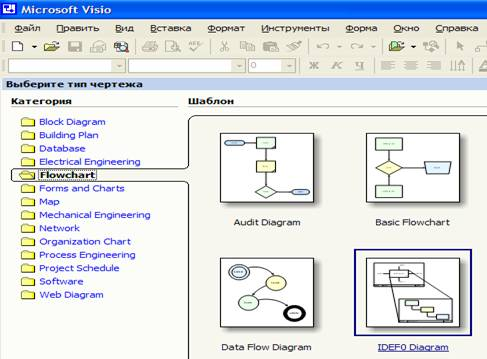 Microsoft Visio
Файл Править Вид Вставка Формат Инструменты Форма Окно Справка
0 Ж К Ч
Выберите тип чертежа
Категория
Шаблон
Block Diagram
Building Plan
Database
Electrical Engineering
Flowchart
Forms and Charts
Map
Mechanical Engineering
Network
Organization Chart
Process Engineering
Project Schedule
Software
Web Diagram
Audit Diagram
Basic Flowchart
Data Flow Diagram
IDEF0 Diagram